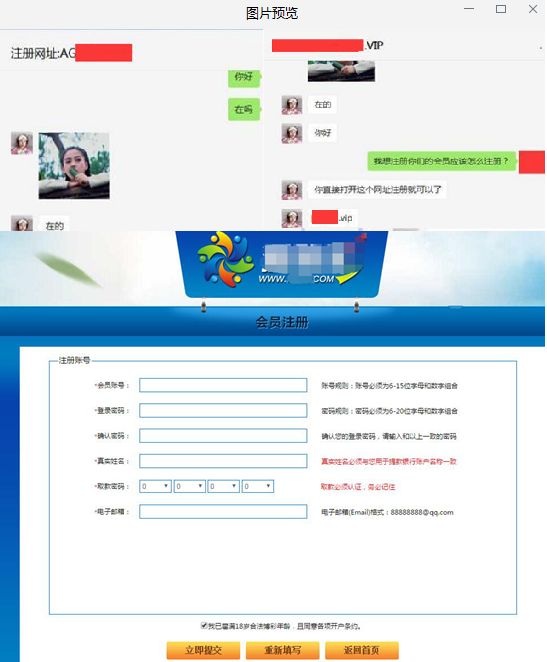 图片预览
注册网址:AG
你好
在吗
在的
.VIP
在的
你好
我想注册你们的会员应该怎么注册？
你直接打开这个网址注册就可以了
.vip
WWW. .COM
会员注册
注册账号
*会员账号：
账号规则：账号必须为6-15位字母和数字组合
*登录密码：
密码规则：密码必须为6-20位字母和数字组合
*确认密码：
确认您的登录密码，请输入和以上一致的密码
*真实姓名：
真实姓名必须与您用于提款银行账户名称一致
*取款密码：
0 0 0 0
取款必须认证，务必记住
*电子邮箱：
电子邮箱(Email)格式：88888888@qq.com
我已届满18岁合法博彩年龄，且同意各项开户条约。
立即提交 重新填写 返回首页